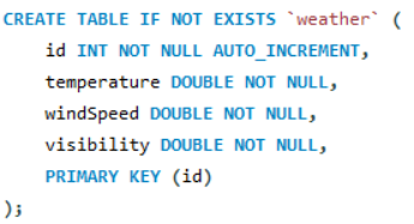 CREATE TABLE IF NOT EXISTS `weather` (
    id INT NOT NULL AUTO_INCREMENT,
    temperature DOUBLE NOT NULL,
    windSpeed DOUBLE NOT NULL,
    visibility DOUBLE NOT NULL,
    PRIMARY KEY (id)
);